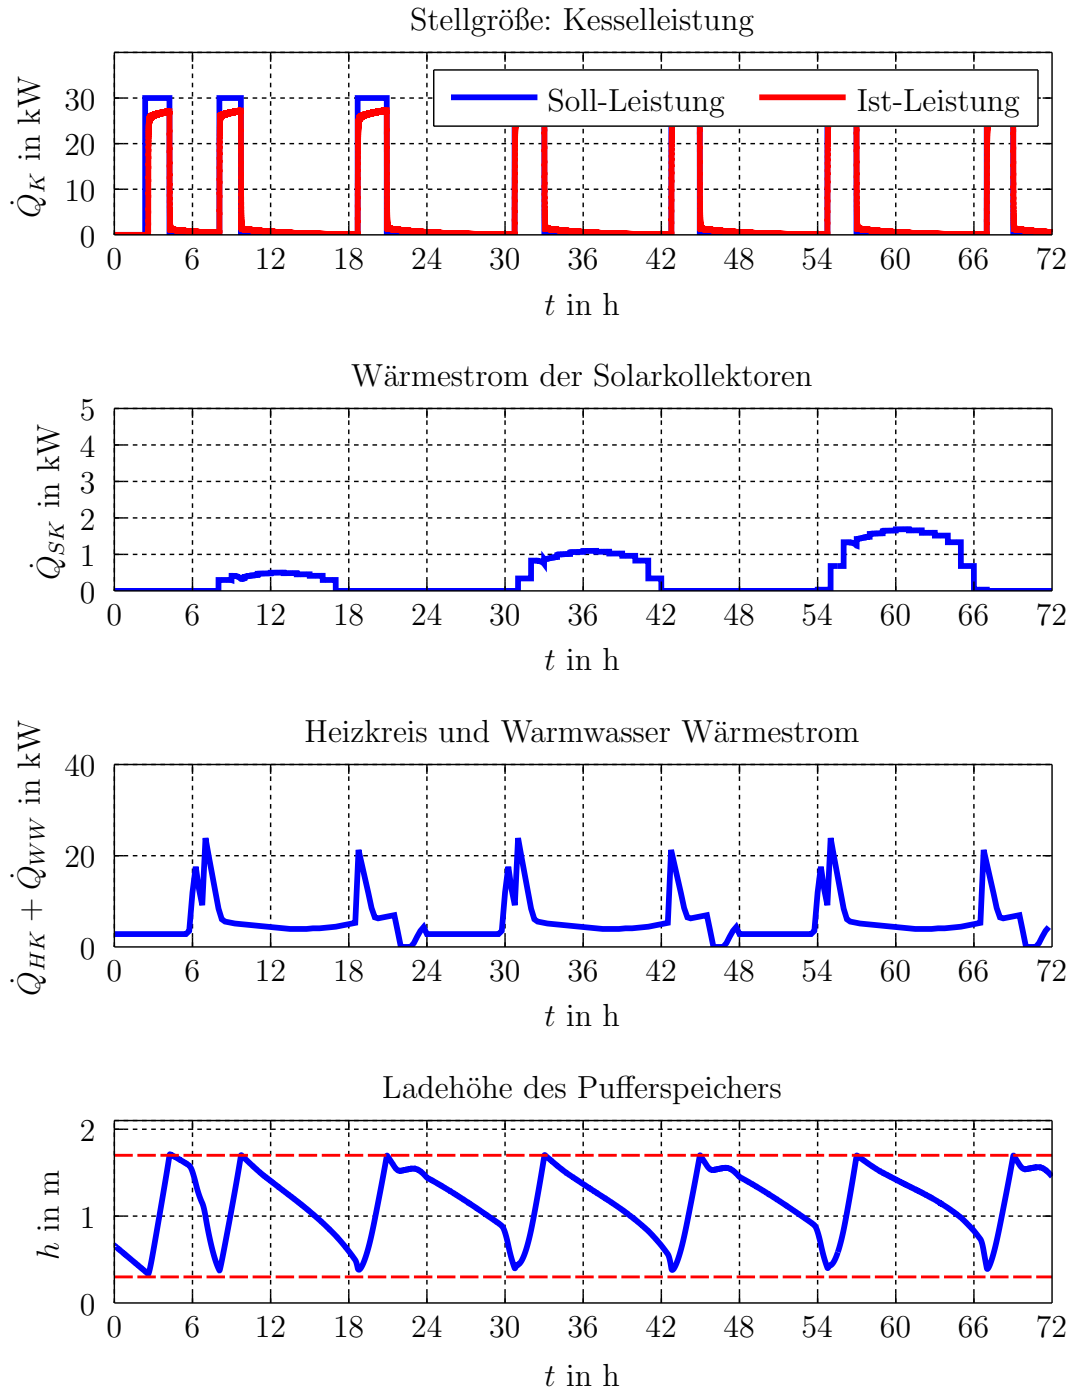 Stellgröße: Kesselleistung
Q̇_K in kW
30
20
10
0
Soll-Leistung Ist-Leistung
0 6 12 18 24 30 36 42 48 54 60 66 72
t in h
Wärmestrom der Solarkollektoren
Q̇_SK in kW
5
4
3
2
1
0
0 6 12 18 24 30 36 42 48 54 60 66 72
t in h
Heizkreis und Warmwasser Wärmestrom
Q̇_HK + Q̇_WW in kW
40
20
0
0 6 12 18 24 30 36 42 48 54 60 66 72
t in h
Ladehöhe des Pufferspeichers
h in m
2
1
0
0 6 12 18 24 30 36 42 48 54 60 66 72
t in h